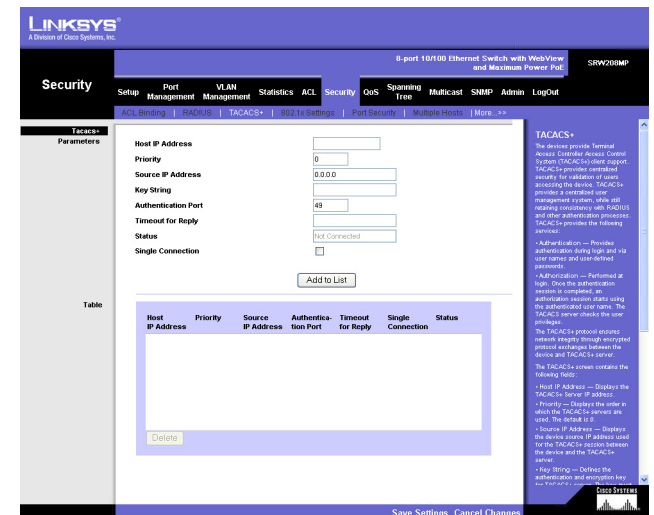 LINKSYS®
A Division of Cisco Systems, Inc.
8-port 10/100 Ethernet Switch with WebView
and Maximum Power PoE
SRW208MP
Security
Setup Port Management VLAN Management Statistics ACL Security QoS Spanning Tree Multicast SNMP Admin LogOut
ACL Binding | RADIUS | TACACS+ | 802.1x Settings | Port Security | Multiple Hosts | More...>>
Tacacs+
Parameters
Host IP Address
Priority 0
Source IP Address 0.0.0.0
Key String
Authentication Port 49
Timeout for Reply
Status Not Connected
Single Connection
Add to List
Table
Host IP Address Priority Source IP Address Authentica-tion Port Timeout for Reply Single Connection Status
Delete
TACACS+
The devices provide Terminal
Access Controller Access Control
System (TACACS+) client support.
TACACS+ provides centralized
security for validation of users
accessing the device. TACACS+
provides a centralized user
management system, while still
retaining consistency with RADIUS
and other authentication processes.
TACACS+ provides the following
services:
• Authentication — Provides
authentication during login and via
user names and user-defined
passwords.
• Authorization — Performed at
login. Once the authentication
session is completed, an
authorization session starts using
the authenticated user name. The
TACACS server checks the user
privileges.
The TACACS+ protocol ensures
network integrity through encrypted
protocol exchanges between the
device and TACACS+ server.
The TACACS+ screen contains the
following fields:
• Host IP Address — Displays the
TACACS+ Server IP address.
• Priority — Displays the order in
which the TACACS+ servers are
used. The default is 0.
• Source IP Address — Displays
the device source IP address used
for the TACACS+ session between
the device and the TACACS+
server.
• Key String — Defines the
authentication and encryption key
CISCO SYSTEMS
Save Settings Cancel Changes